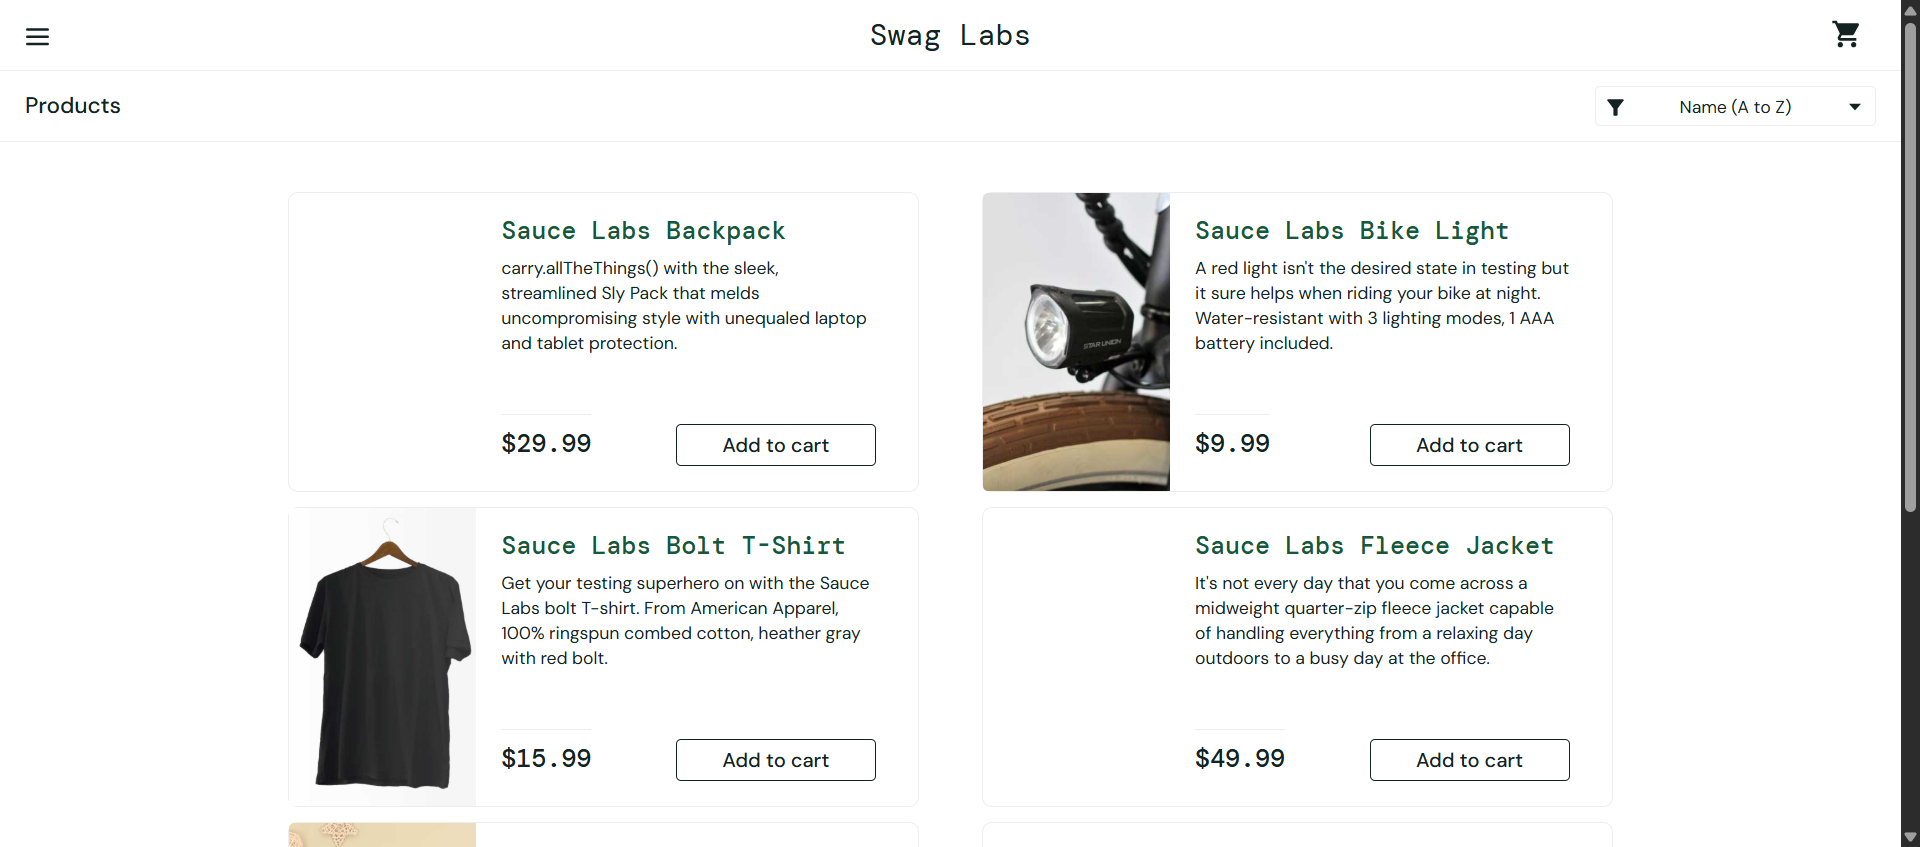 Swag Labs
Products
Name (A to Z)
Sauce Labs Backpack
carry.allTheThings() with the sleek,
streamlined Sly Pack that melds
uncompromising style with unequaled laptop
and tablet protection.
$29.99
Add to cart
Sauce Labs Bike Light
A red light isn't the desired state in testing but
it sure helps when riding your bike at night.
Water-resistant with 3 lighting modes, 1 AAA
battery included.
STAR UNION
$9.99
Add to cart
Sauce Labs Bolt T-Shirt
Get your testing superhero on with the Sauce
Labs bolt T-shirt. From American Apparel,
100% ringspun combed cotton, heather gray
with red bolt.
$15.99
Add to cart
Sauce Labs Fleece Jacket
It's not every day that you come across a
midweight quarter-zip fleece jacket capable
of handling everything from a relaxing day
outdoors to a busy day at the office.
$49.99
Add to cart